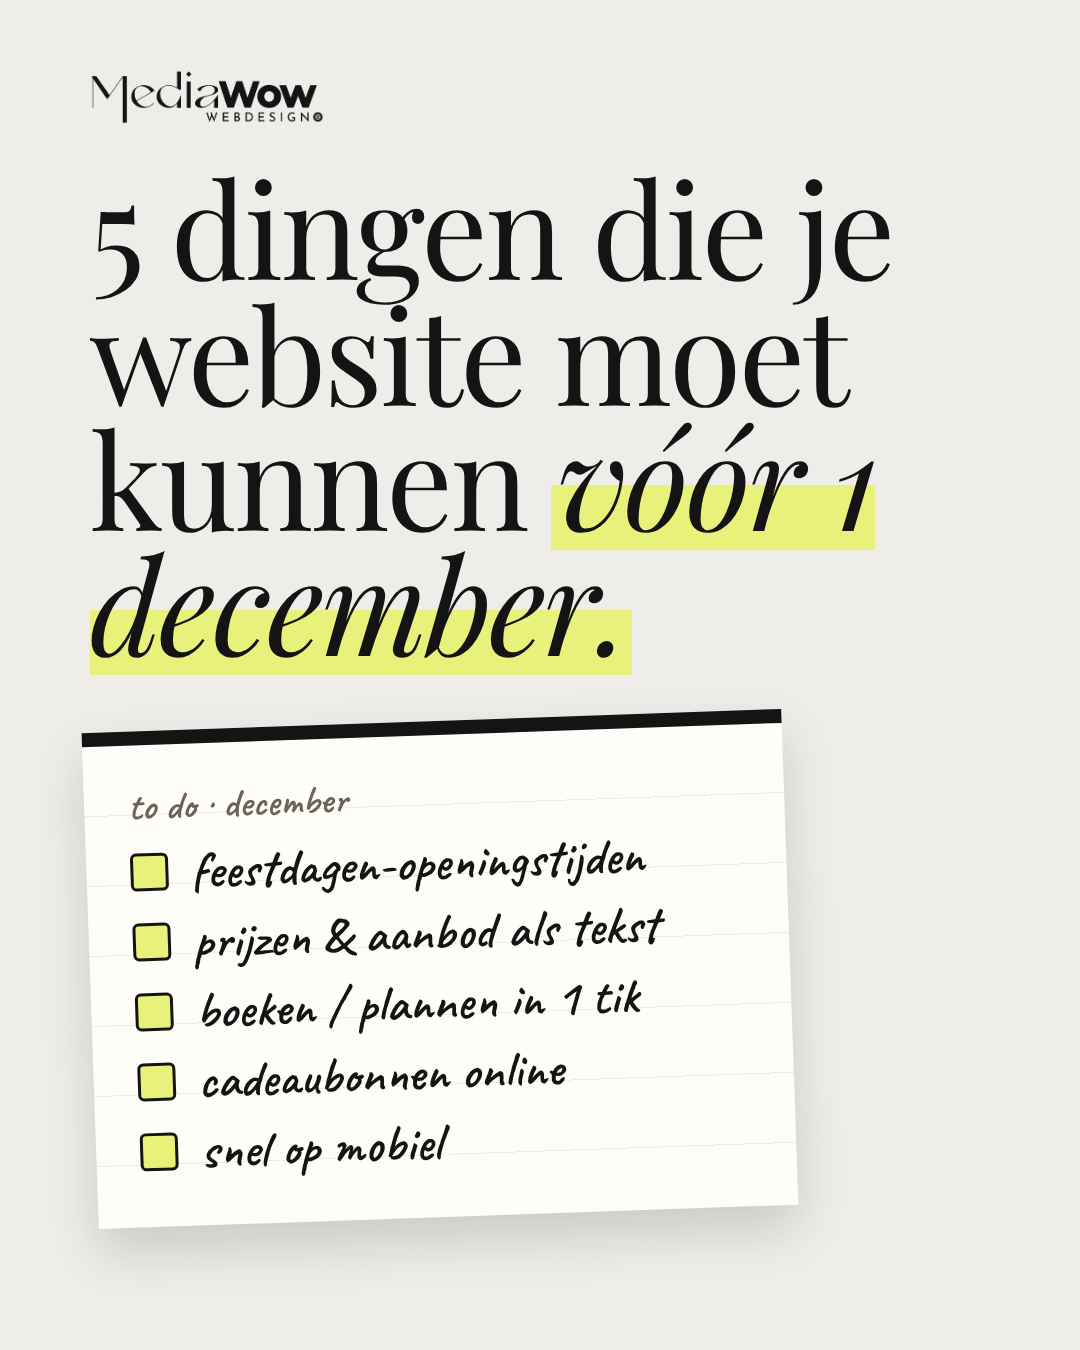 MediaWow
WEBDESIGN
5 dingen die je
website moet
kunnen vóór 1
december.
to do · december
feestdagen-openingstijden
prijzen & aanbod als tekst
boeken / plannen in 1 tik
cadeaubonnen online
snel op mobiel